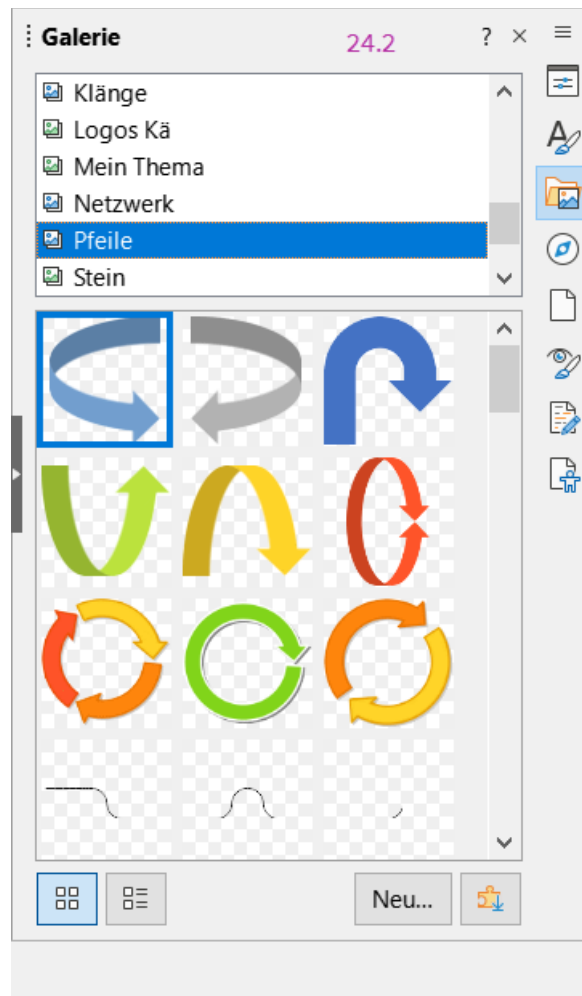 Galerie 24.2 ?
Klänge
Logos Kä
Mein Thema
Netzwerk
Pfeile
Stein
Neu...